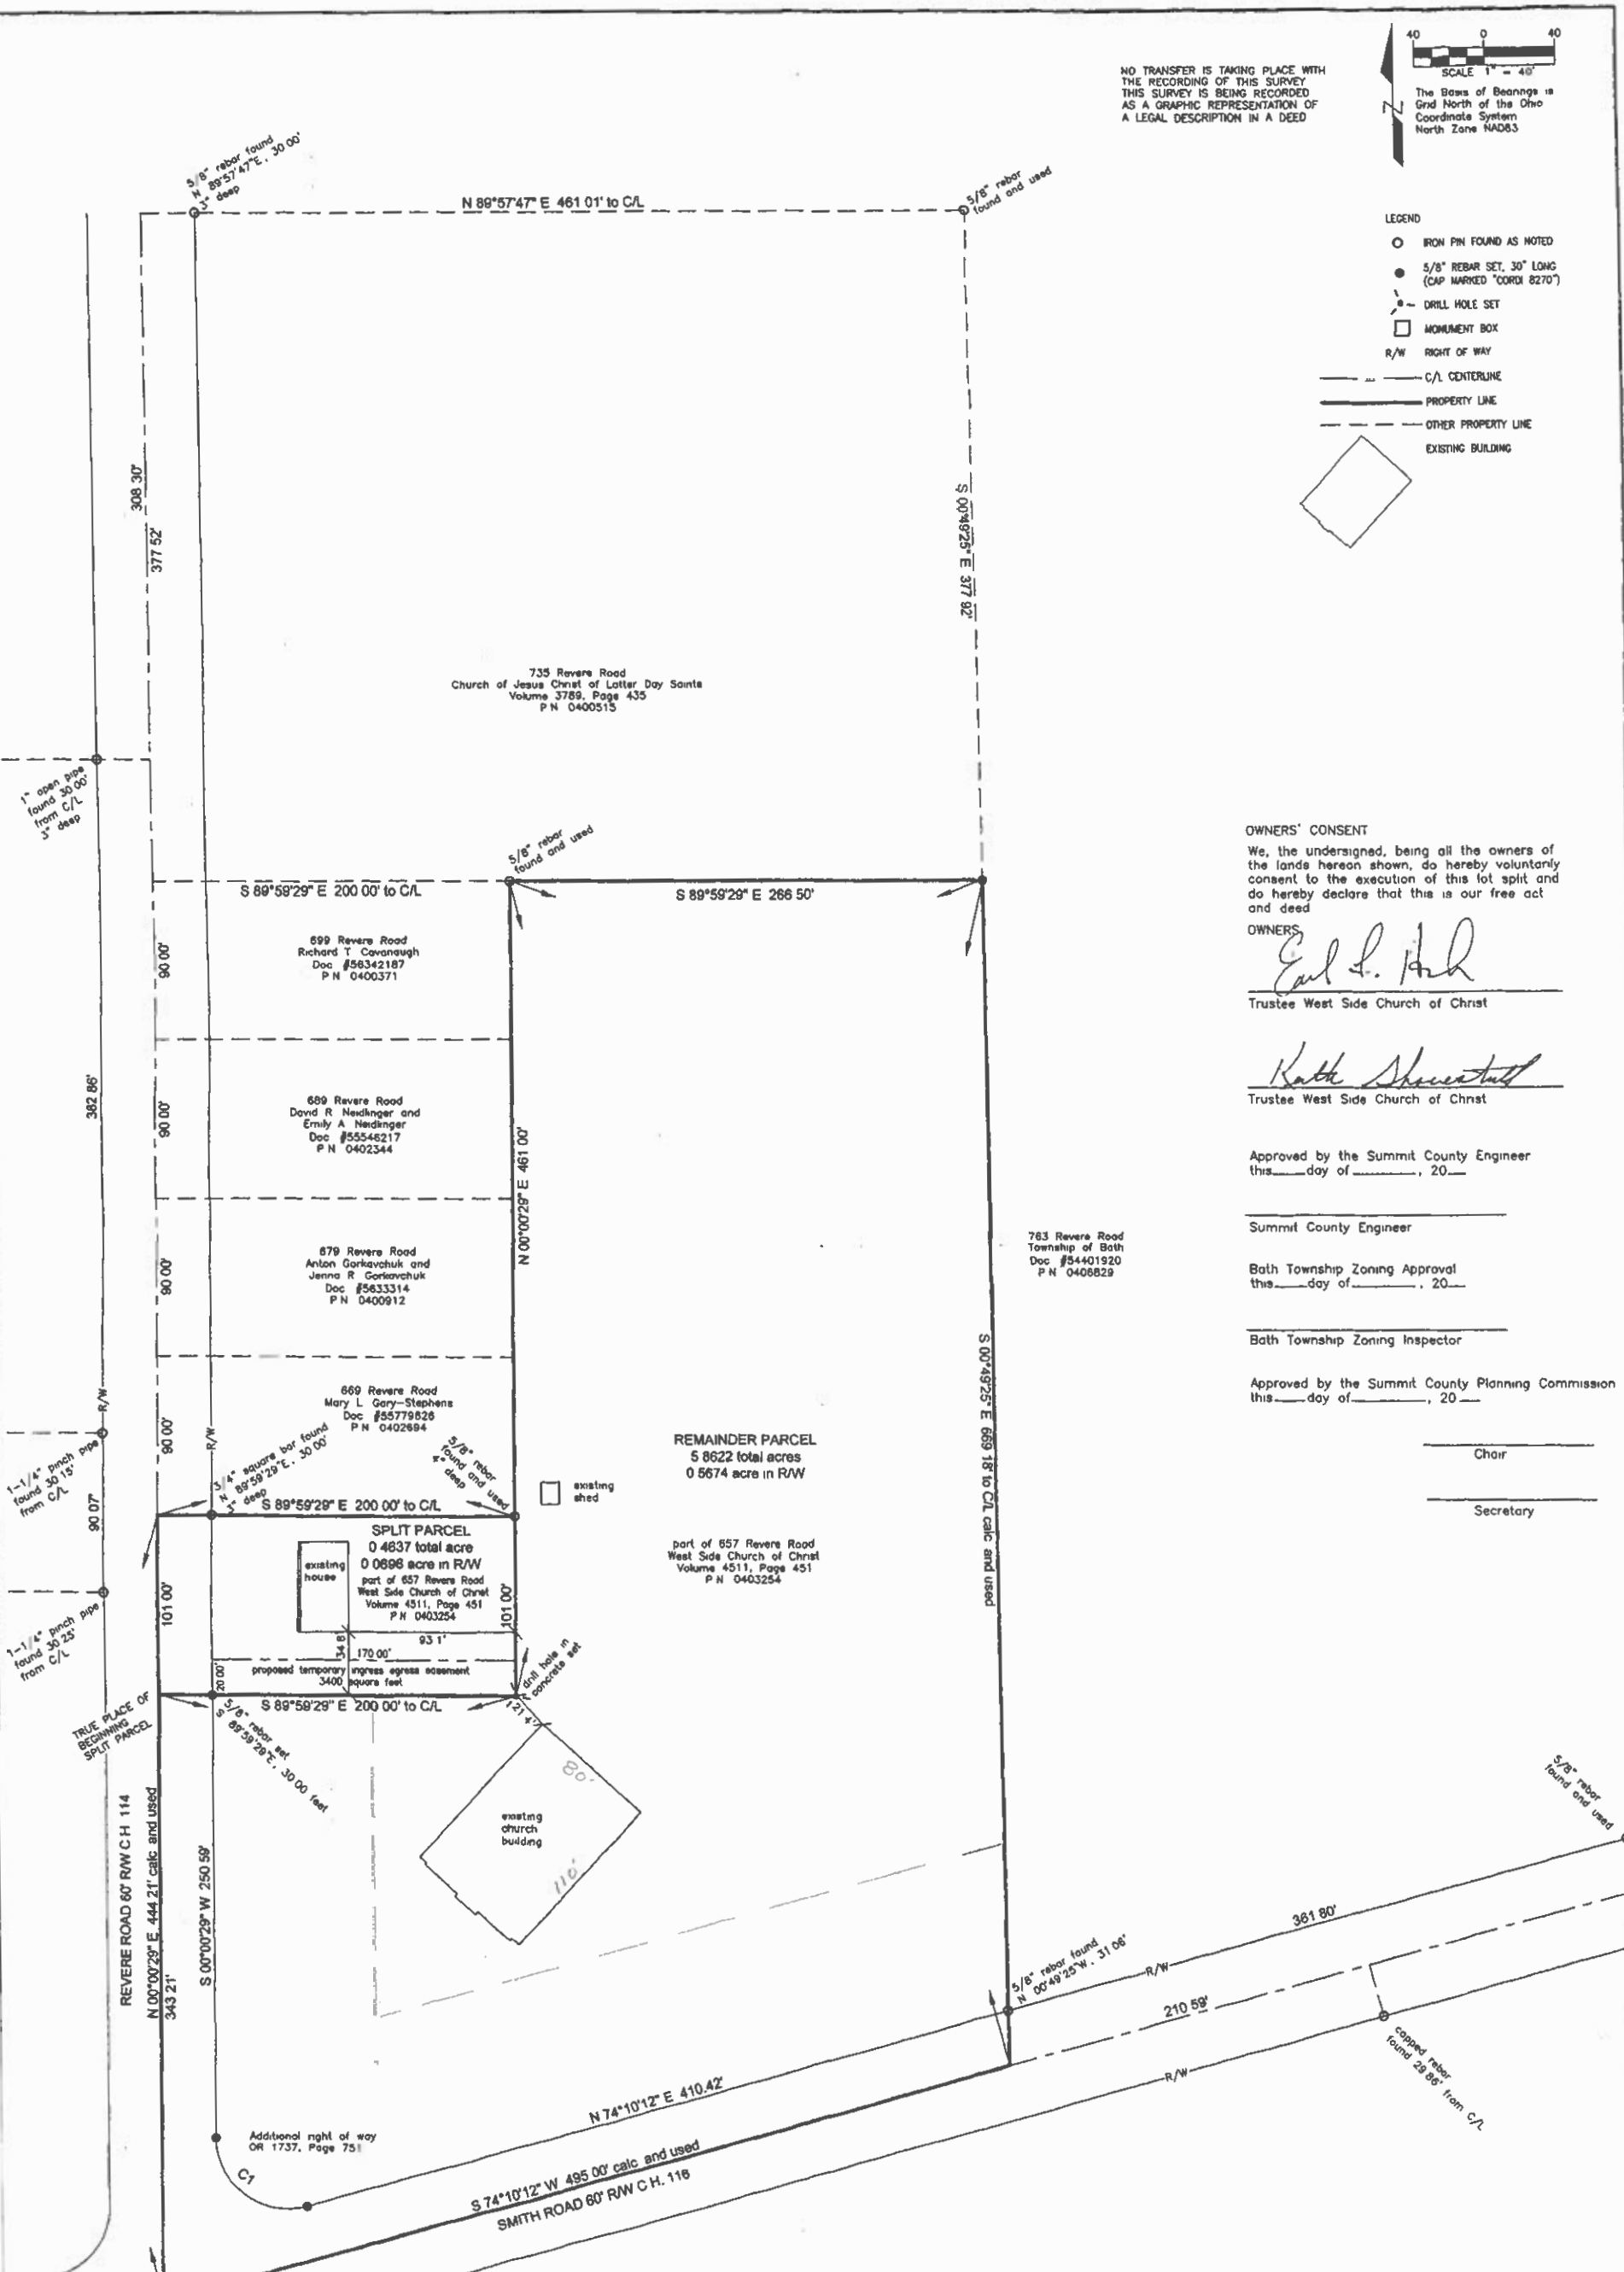 NO TRANSFER IS TAKING PLACE WITH
THE RECORDING OF THIS SURVEY
THIS SURVEY IS BEING RECORDED
AS A GRAPHIC REPRESENTATION OF
A LEGAL DESCRIPTION IN A DEED
40 0 40
SCALE 1" = 40'
The Basis of Bearings is
Grid North of the Ohio
Coordinate System
North Zone NAD83
N
LEGEND
IRON PIN FOUND AS NOTED
5/8" REBAR SET, 30" LONG
(CAP MARKED "CORDI 8270")
DRILL HOLE SET
MONUMENT BOX
R/W RIGHT OF WAY
C/L CENTERLINE
PROPERTY LINE
OTHER PROPERTY LINE
EXISTING BUILDING
5/8" rebar found
N 89°57'47"E, 30 00'
3" deep
N 89°57'47" E 461 01' to C/L
5/8" rebar
found and used
308 30'
377 52'
S 00°49'25" E 377 92'
735 Revere Road
Church of Jesus Christ of Latter Day Saints
Volume 3789, Page 435
P N 0400515
1" open pipe
found 30 00'
from C/L
3" deep
5/8" rebar
found and used
S 89°59'29" E 200 00' to C/L
S 89°59'29" E 266 50'
90 00'
699 Revere Road
Richard T Cavanaugh
Doc #56342187
P N 0400371
382 86'
90 00'
689 Revere Road
David R Neidlinger and
Emily A Neidlinger
Doc #55546217
P N 0402344
N 00°00'29" E 461 00'
90 00'
679 Revere Road
Anton Gorkavchuk and
Jenna R Gorkavchuk
Doc #5633314
P N 0400912
763 Revere Road
Township of Bath
Doc #54401920
P N 0406829
S 00°49'25" E 669 18' to C/L calc and used
R/W
R/W
90 00'
669 Revere Road
Mary L Gary-Stephens
Doc #55779626
P N 0402694
1-1/4" pinch pipe
found 30 15'
from C/L
3/4" square bar found
N 89°59'29"E, 30 00'
3" deep
5/8" rebar
found and used
deep
REMAINDER PARCEL
5 8622 total acres
0 5674 acre in R/W
existing
shed
90 07'
S 89°59'29" E 200 00' to C/L
SPLIT PARCEL
0 4637 total acre
0 0696 acre in R/W
part of 657 Revere Road
West Side Church of Christ
Volume 4511, Page 451
P N 0403254
existing
house
part of 657 Revere Road
West Side Church of Christ
Volume 4511, Page 451
P N 0403254
101 00'
101 00'
93 1'
34 8'
170 00'
20 00'
proposed temporary ingress egress easement
3400 square feet
1-1/4" pinch pipe
found 30 25'
from C/L
drill hole in
concrete set
S 89°59'29" E 200 00' to C/L
TRUE PLACE OF
BEGINNING
SPLIT PARCEL
5/8" rebar set
S 89°59'29"E, 30 00 feet
121 4'
80'
existing
church
building
110'
REVERE ROAD 60' R/W C H 114
N 00°00'29" E 444 21' calc and used
343 21'
S 00°00'29" W 250 59'
5/8" rebar
found and used
361 80'
5/8" rebar found
N 00°49'25"W, 31 06'
R/W
210 59'
R/W
capped rebar
found 29 86' from C/L
N 74°10'12" E 410.42'
Additional right of way
OR 1737, Page 751
C1
S 74°10'12" W 495 00' calc and used
SMITH ROAD 60' R/W C H. 116
OWNERS' CONSENT
We, the undersigned, being all the owners of
the lands hereon shown, do hereby voluntarily
consent to the execution of this lot split and
do hereby declare that this is our free act
and deed
OWNERS
Trustee West Side Church of Christ
Trustee West Side Church of Christ
Approved by the Summit County Engineer
this____day of________, 20__
Summit County Engineer
Bath Township Zoning Approval
this____day of________, 20__
Bath Township Zoning Inspector
Approved by the Summit County Planning Commission
this____day of________, 20__
Chair
Secretary